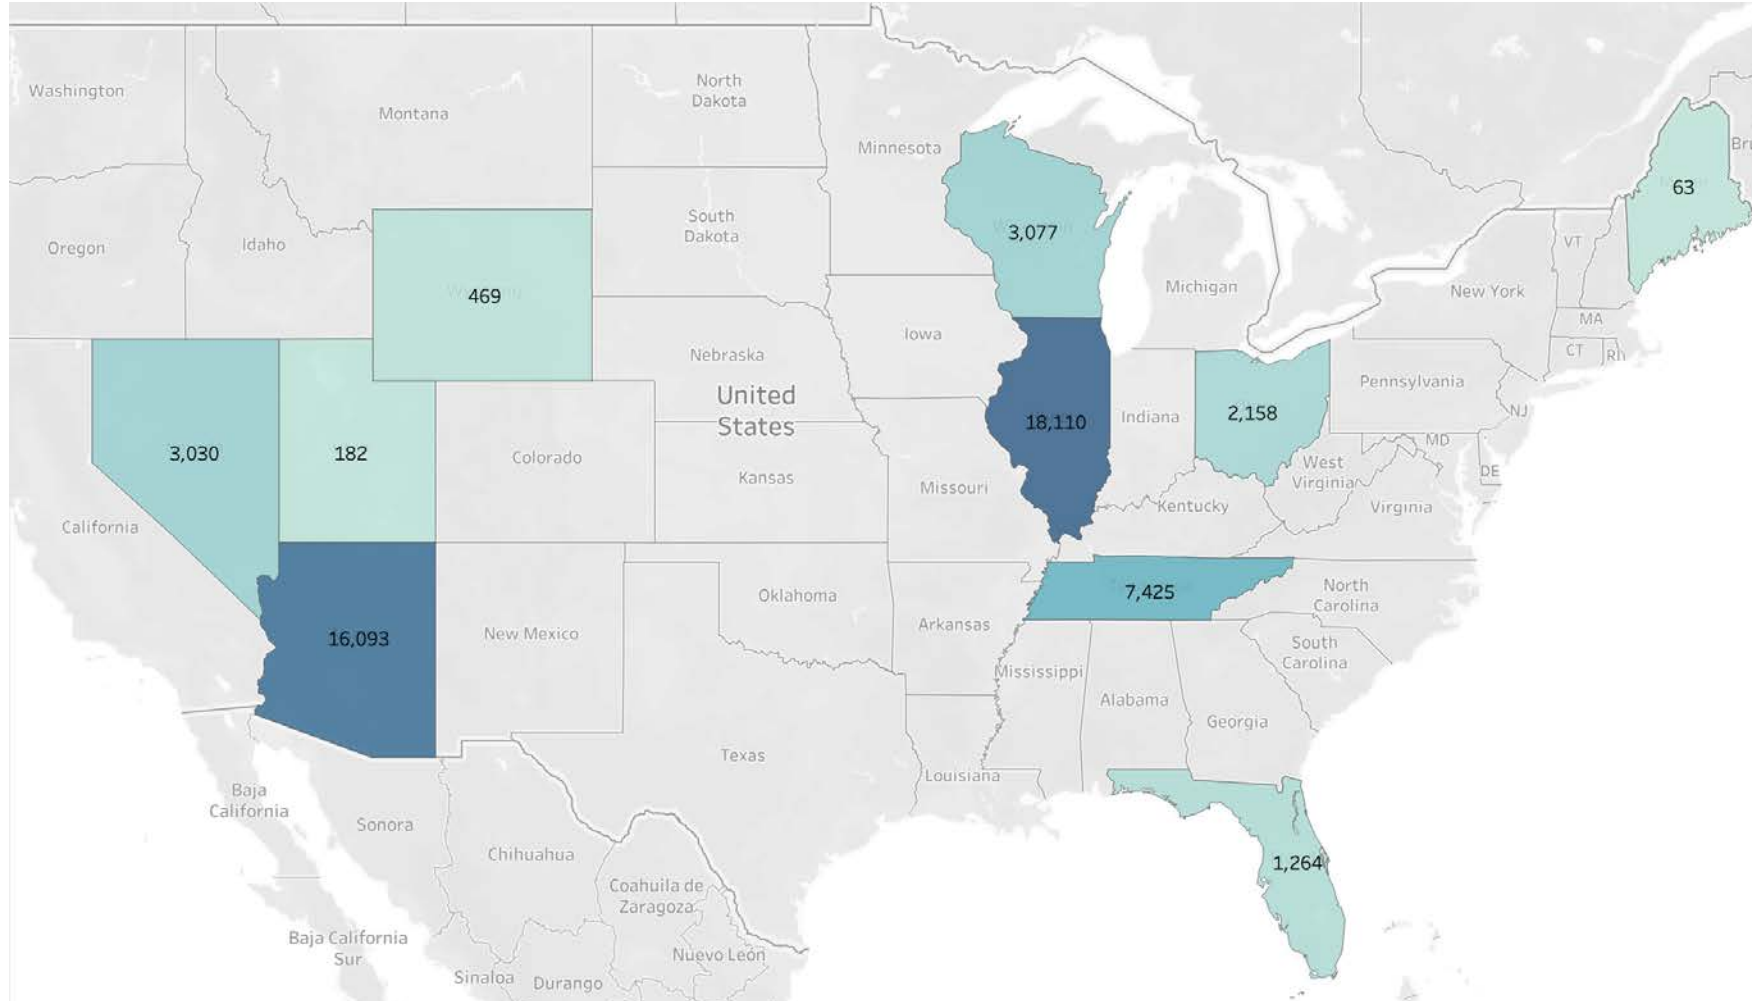 Washington
Montana
North
Dakota
Minnesota
Bru
63
Oregon
Idaho
South
Dakota
3,077
VT
469
Michigan
New York
Iowa
MA
Nebraska
CT
RI
United
States
Pennsylvania
3,030
182
Colorado
Kansas
18,110
Indiana
2,158
NJ
MD
West
Virginia
DE
Missouri
Kentucky
Virginia
California
Oklahoma
7,425
North
Carolina
16,093
New Mexico
Arkansas
South
Carolina
Mississippi
Alabama
Georgia
Texas
Louisiana
Baja
California
Sonora
Chihuahua
1,264
Coahuila de
Zaragoza
Baja California
Sur
Nuevo León
Sinaloa
Durango